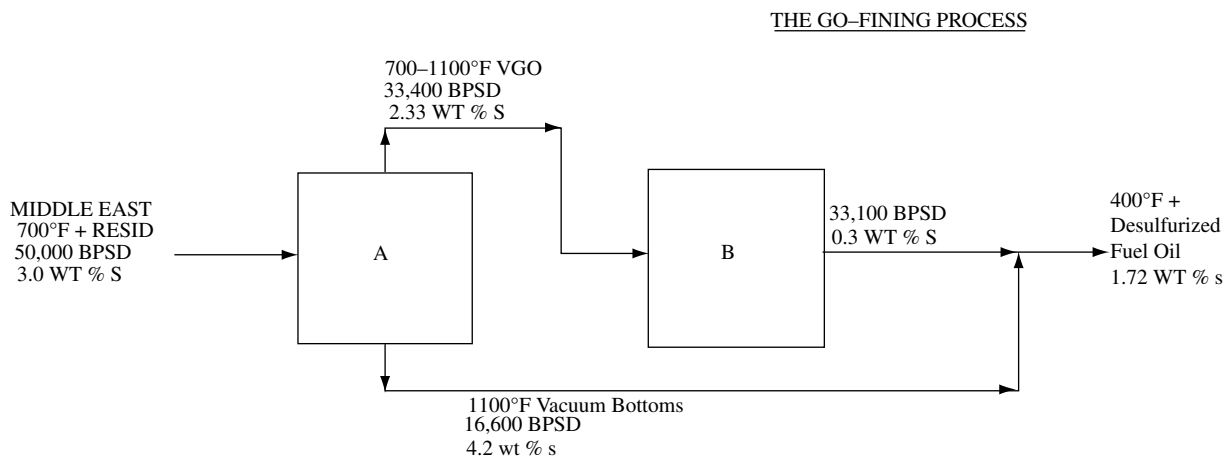 THE GO–FINING PROCESS
700–1100°F VGO
33,400 BPSD
2.33 WT % S
MIDDLE EAST
700°F + RESID
50,000 BPSD
3.0 WT % S
A
B
33,100 BPSD
0.3 WT % S
400°F +
Desulfurized
Fuel Oil
1.72 WT % s
1100°F Vacuum Bottoms
16,600 BPSD
4.2 wt % s